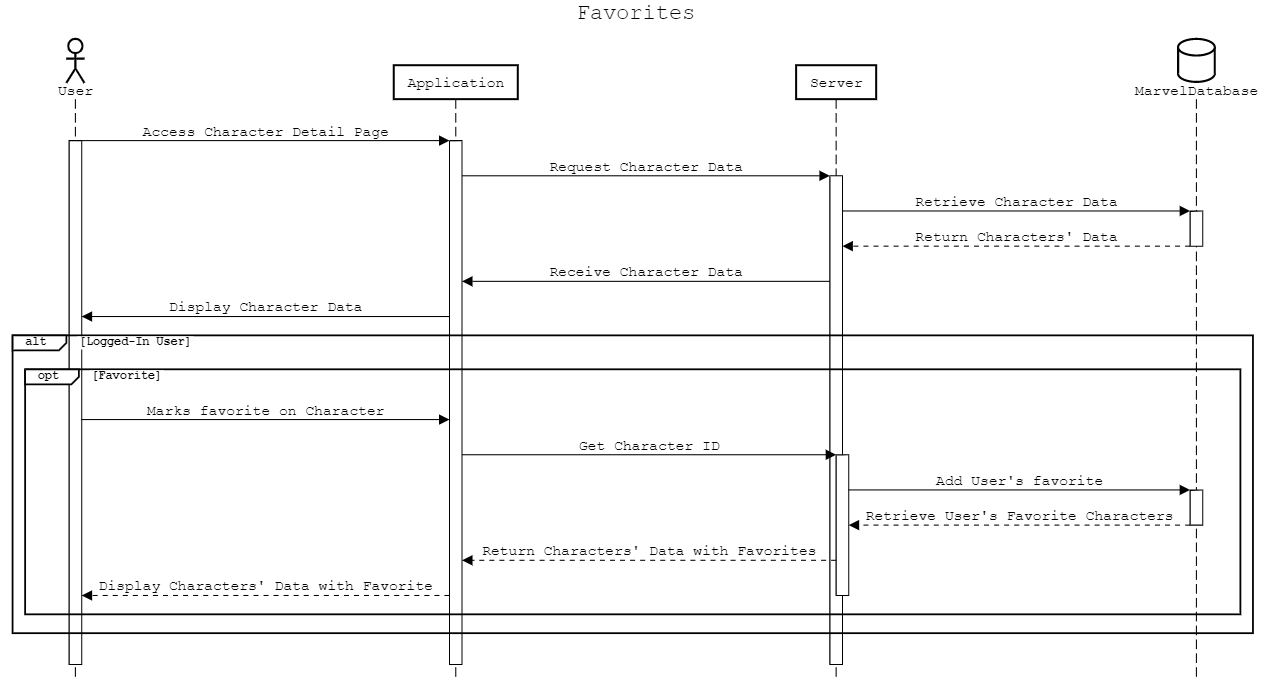 Favorites
User
Application
Server
MarvelDatabase
Access Character Detail Page
Request Character Data
Retrieve Character Data
Return Characters' Data
Receive Character Data
Display Character Data
alt [Logged-In User]
opt [Favorite]
Marks favorite on Character
Get Character ID
Add User's favorite
Retrieve User's Favorite Characters
Return Characters' Data with Favorites
Display Characters' Data with Favorite